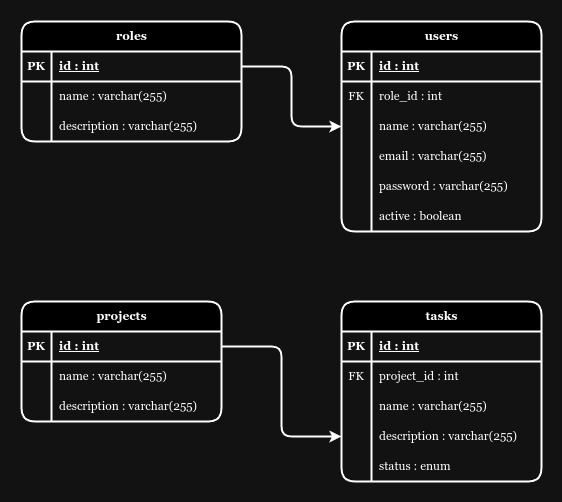 roles
PK id : int
name : varchar(255)
description : varchar(255)
users
PK id : int
FK role_id : int
name : varchar(255)
email : varchar(255)
password : varchar(255)
active : boolean
projects
PK id : int
name : varchar(255)
description : varchar(255)
tasks
PK id : int
FK project_id : int
name : varchar(255)
description : varchar(255)
status : enum